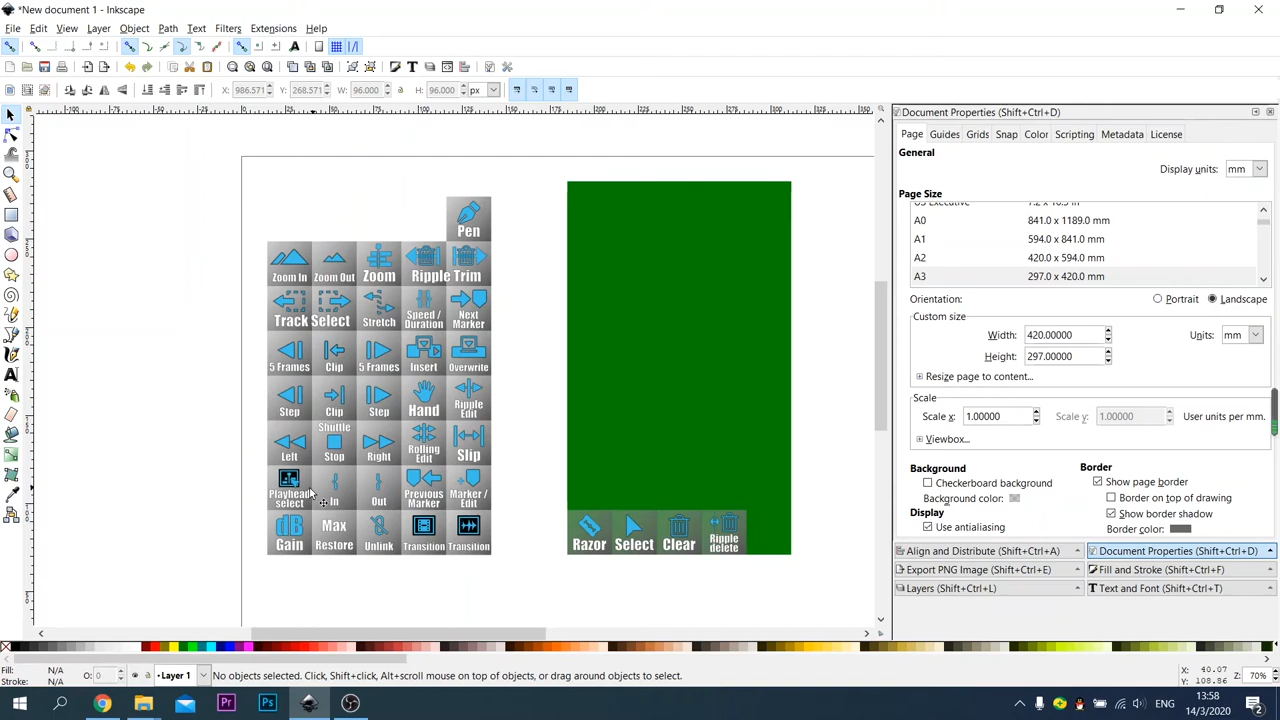 *New document 1 - Inkscape
File Edit View Layer Object Path Text Filters Extensions Help
X: 986.571 Y: 268.571 W: 96.000 H: 96.000 px
Document Properties (Shift+Ctrl+D)
Page Guides Grids Snap Color Scripting Metadata License
General
Display units: mm
Page Size
US Executive 7.2 x 10.5 in
A0 841.0 x 1189.0 mm
A1 594.0 x 841.0 mm
A2 420.0 x 594.0 mm
A3 297.0 x 420.0 mm
Orientation: Portrait Landscape
Custom size
Width: 420.00000 Units: mm
Height: 297.00000
Resize page to content...
Scale
Scale x: 1.00000 Scale y: 1.00000 User units per mm.
Viewbox...
Background
Checkerboard background
Background color:
Display
Use antialiasing
Border
Show page border
Border on top of drawing
Show border shadow
Border color:
Align and Distribute (Shift+Ctrl+A)
Document Properties (Shift+Ctrl+D)
Export PNG Image (Shift+Ctrl+E)
Fill and Stroke (Shift+Ctrl+F)
Layers (Shift+Ctrl+L)
Text and Font (Shift+Ctrl+T)
Pen
Zoom In Zoom Out Zoom Ripple Trim
Track Select Stretch Speed / Duration Next Marker
5 Frames Clip 5 Frames Insert Overwrite
Step Clip Step Hand Ripple Edit
Shuttle
Left Stop Right Rolling Edit Slip
Playhead select In Out Previous Marker Marker / Edit
dB Gain Max Restore Unlink Transition Transition
Razor Select Clear Ripple delete
Fill: N/A
Stroke: N/A
O: 0
Layer 1
No objects selected. Click, Shift+click, Alt+scroll mouse on top of objects, or drag around objects to select.
X: 40.07
Y: 108.86
Z: 70%
Pr Ps
ENG
13:58
14/3/2020
2